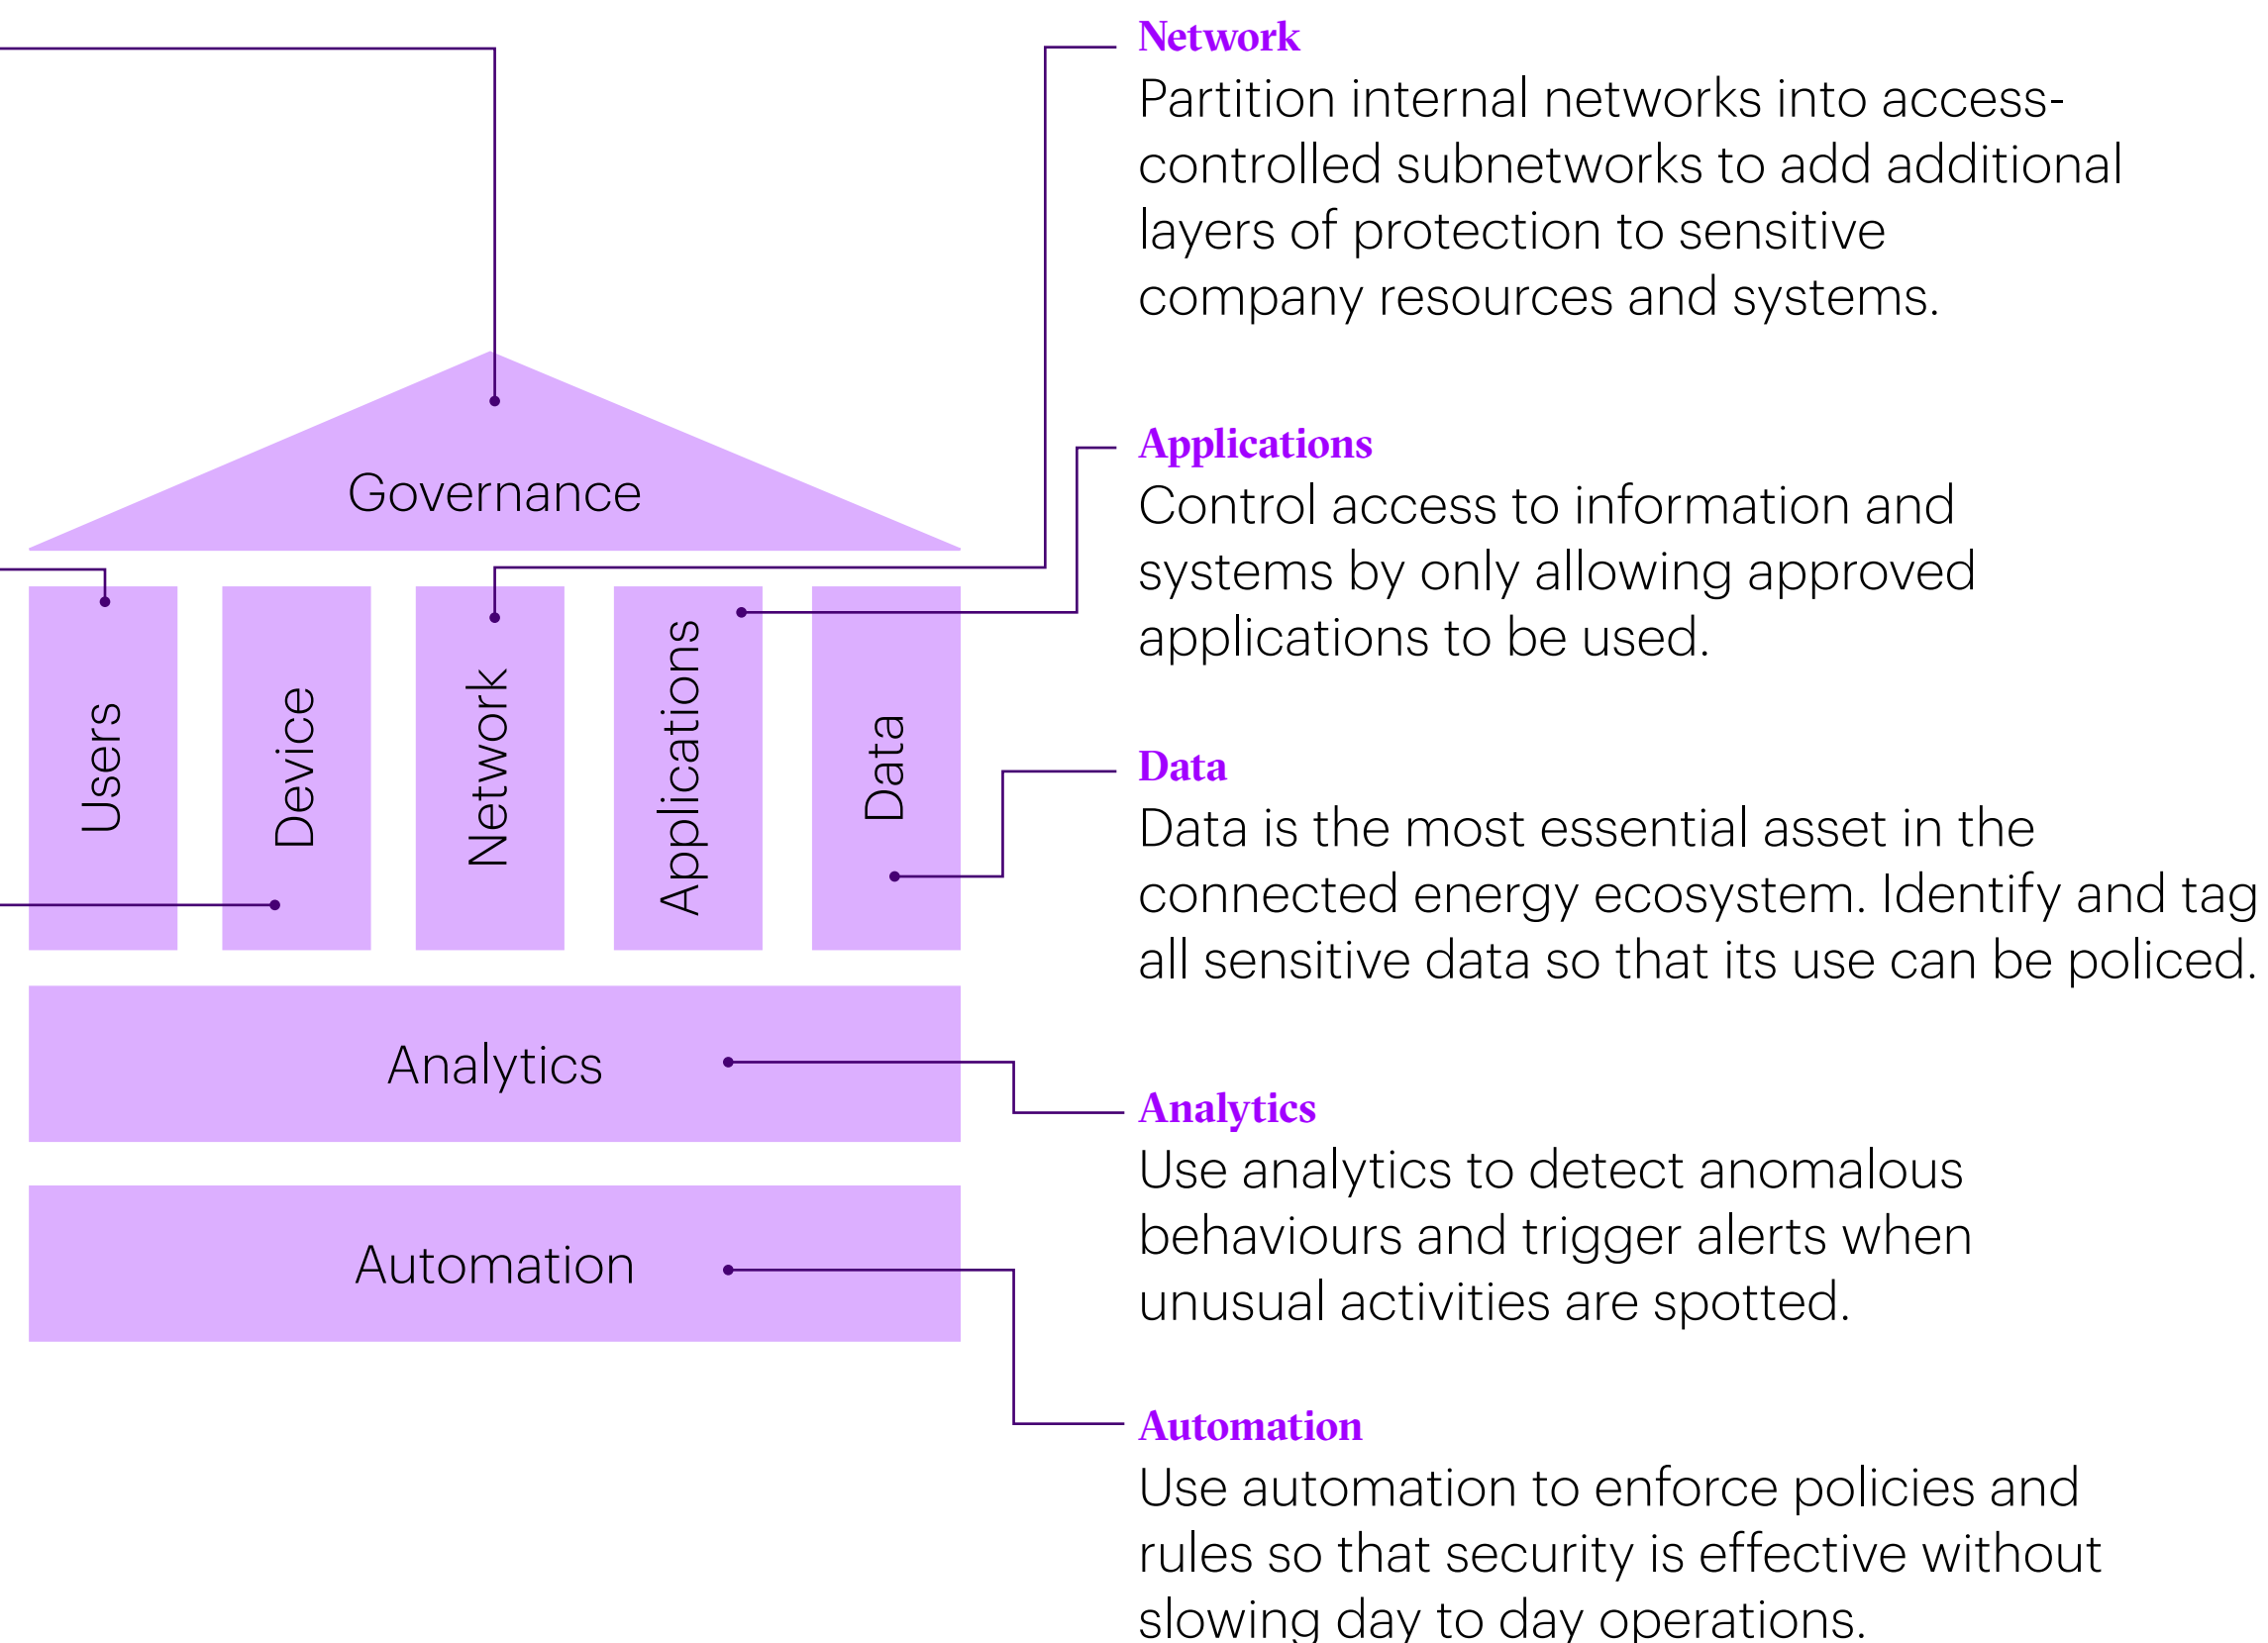 Governance
Users
Device
Network
Applications
Data
Analytics
Automation
Network
Partition internal networks into access-
controlled subnetworks to add additional
layers of protection to sensitive
company resources and systems.
Applications
Control access to information and
systems by only allowing approved
applications to be used.
Data
Data is the most essential asset in the
connected energy ecosystem. Identify and tag
all sensitive data so that its use can be policed.
Analytics
Use analytics to detect anomalous
behaviours and trigger alerts when
unusual activities are spotted.
Automation
Use automation to enforce policies and
rules so that security is effective without
slowing day to day operations.